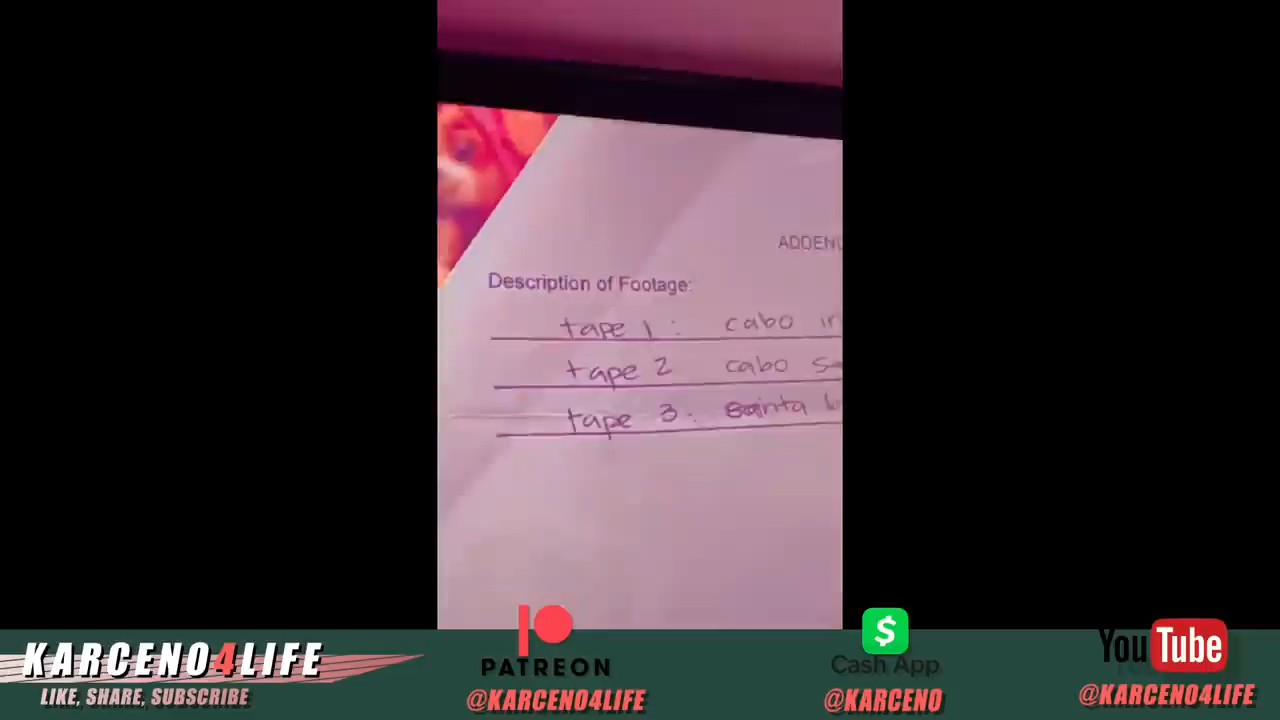 ADDEN
Description of Footage:
tape 1: cabo
tape 2 cabo
tape 3: santa
KARCENO4LIFE
LIKE, SHARE, SUBSCRIBE
PATREON
@KARCENO4LIFE
$
Cash App
@KARCENO
YouTube
@KARCENO4LIFE